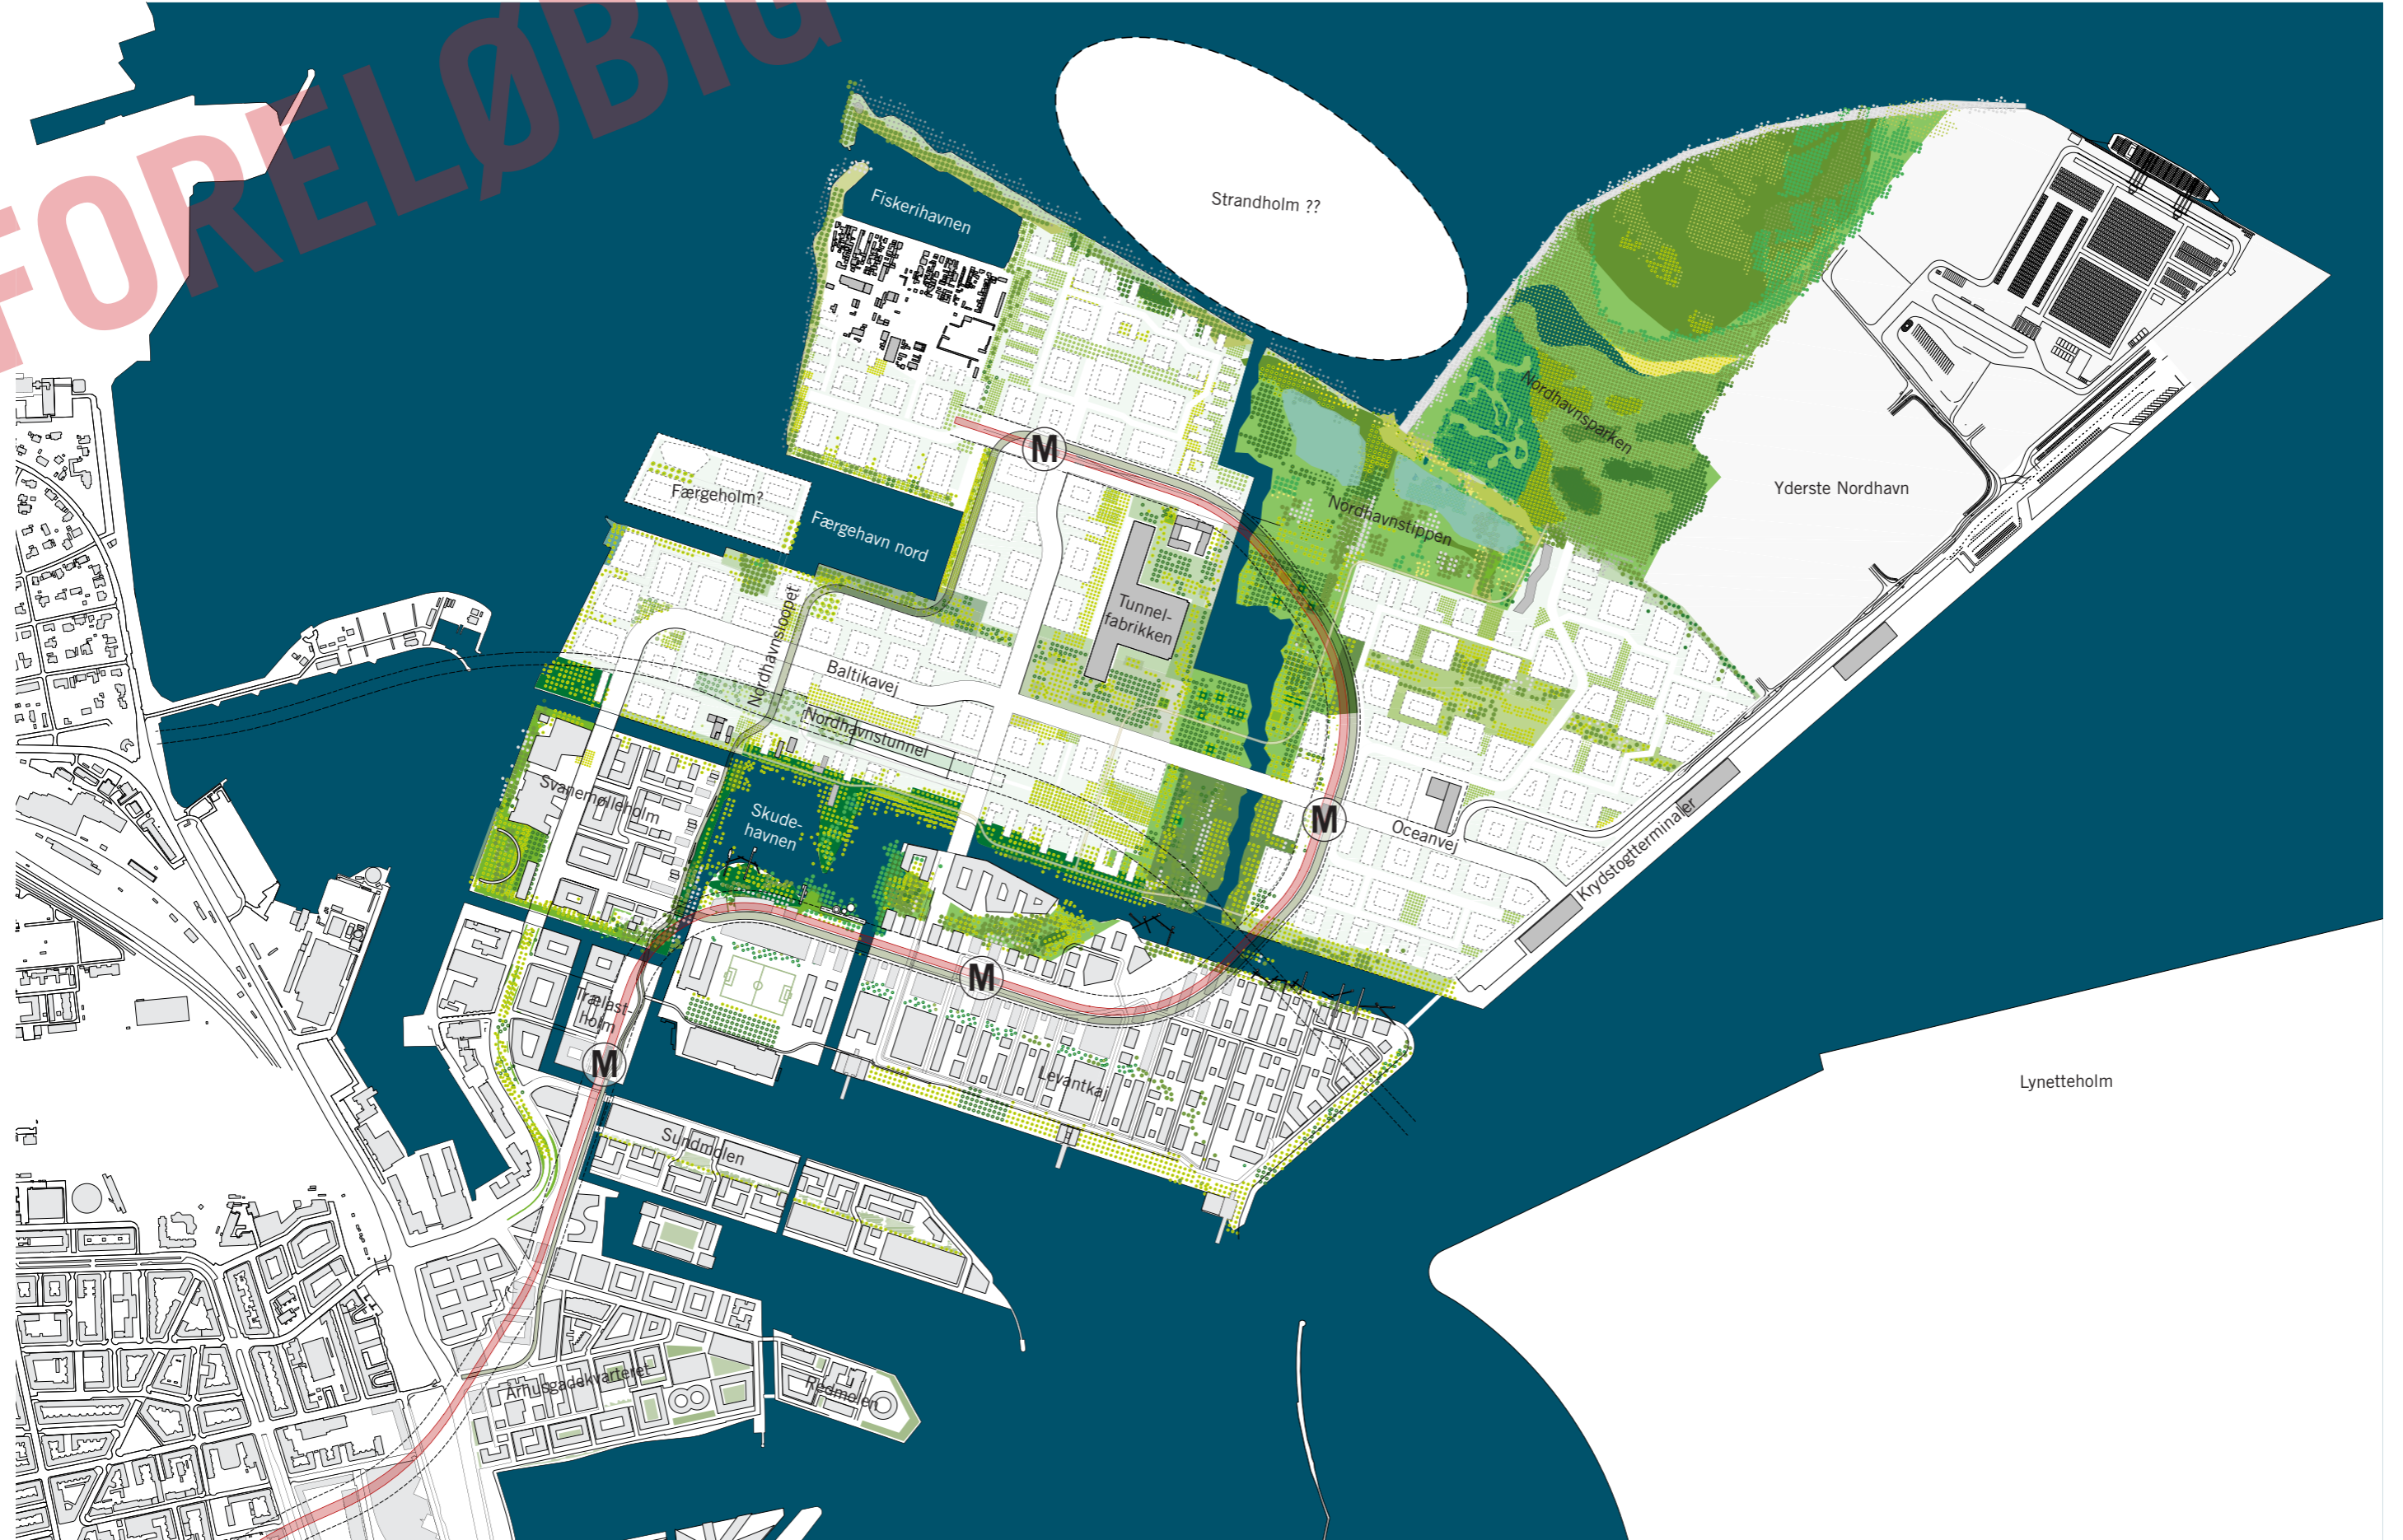 FORELØBIG
Strandholm ??
Fiskerihavnen
Nordhavnsparken
Yderste Nordhavn
M
Færgeholm?
Færgehavn nord
Nordhavnstippen
Tunnel-
fabrikken
Nordhavnsloopet
Baltikavej
Nordhavnstunnel
Svanemølleholm
Skude-
havnen
M
Oceanvej
Krydstogtterminaler
M
Trælast-
holm
M
Levantkaj
Lynetteholm
Sundmolen
Århusgadekvarteret
Redmolen